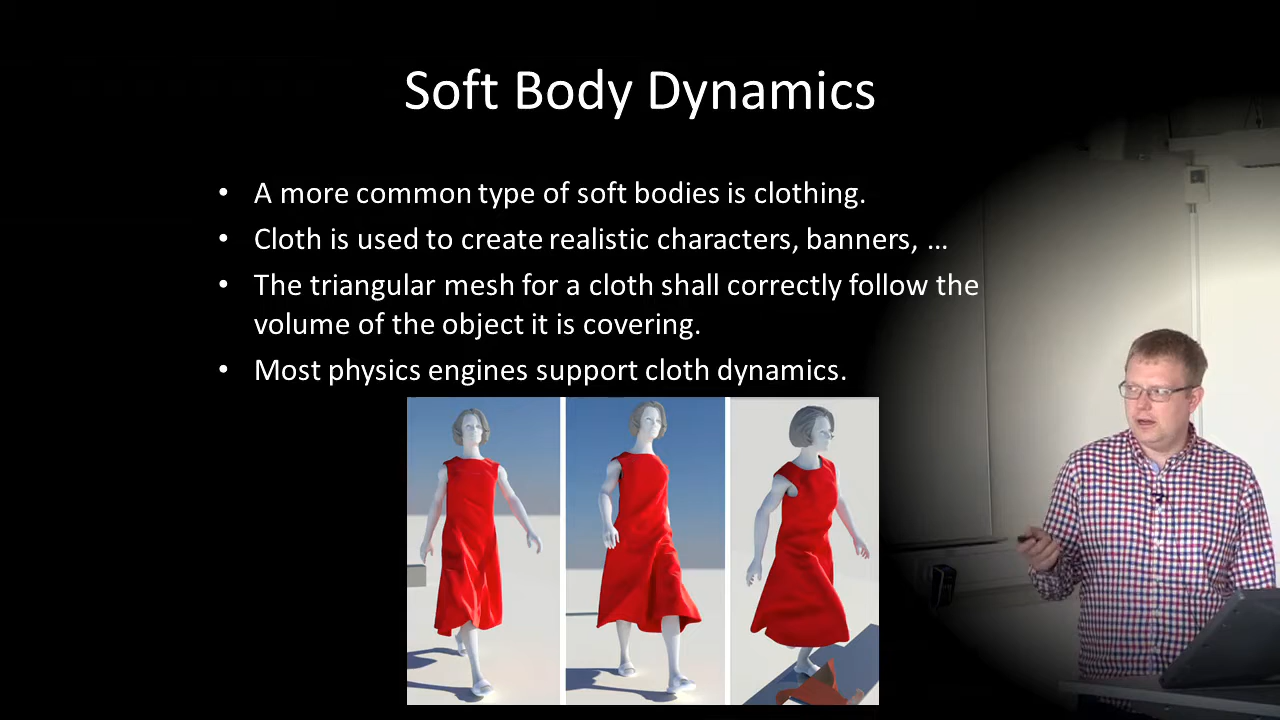 Soft Body Dynamics
• A more common type of soft bodies is clothing.
• Cloth is used to create realistic characters, banners, ...
• The triangular mesh for a cloth shall correctly follow the
volume of the object it is covering.
• Most physics engines support cloth dynamics.